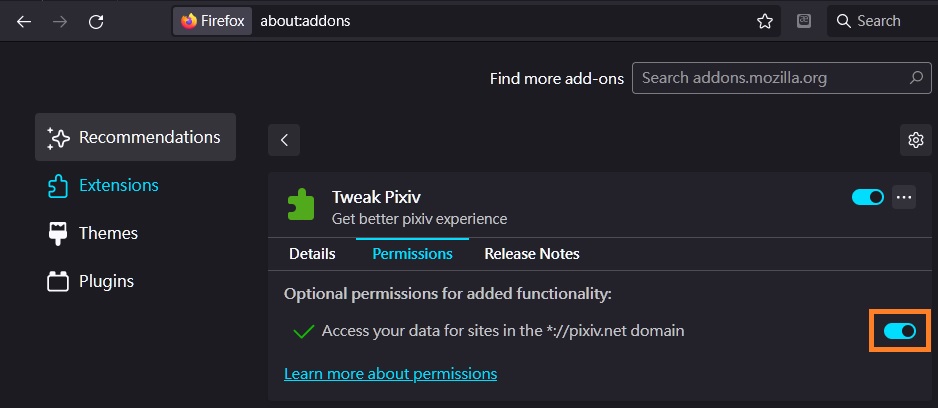 Firefox about:addons Search
Find more add-ons Search addons.mozilla.org
Recommendations
Extensions
Themes
Plugins
Tweak Pixiv
Get better pixiv experience
Details Permissions Release Notes
Optional permissions for added functionality:
Access your data for sites in the *://pixiv.net domain
Learn more about permissions